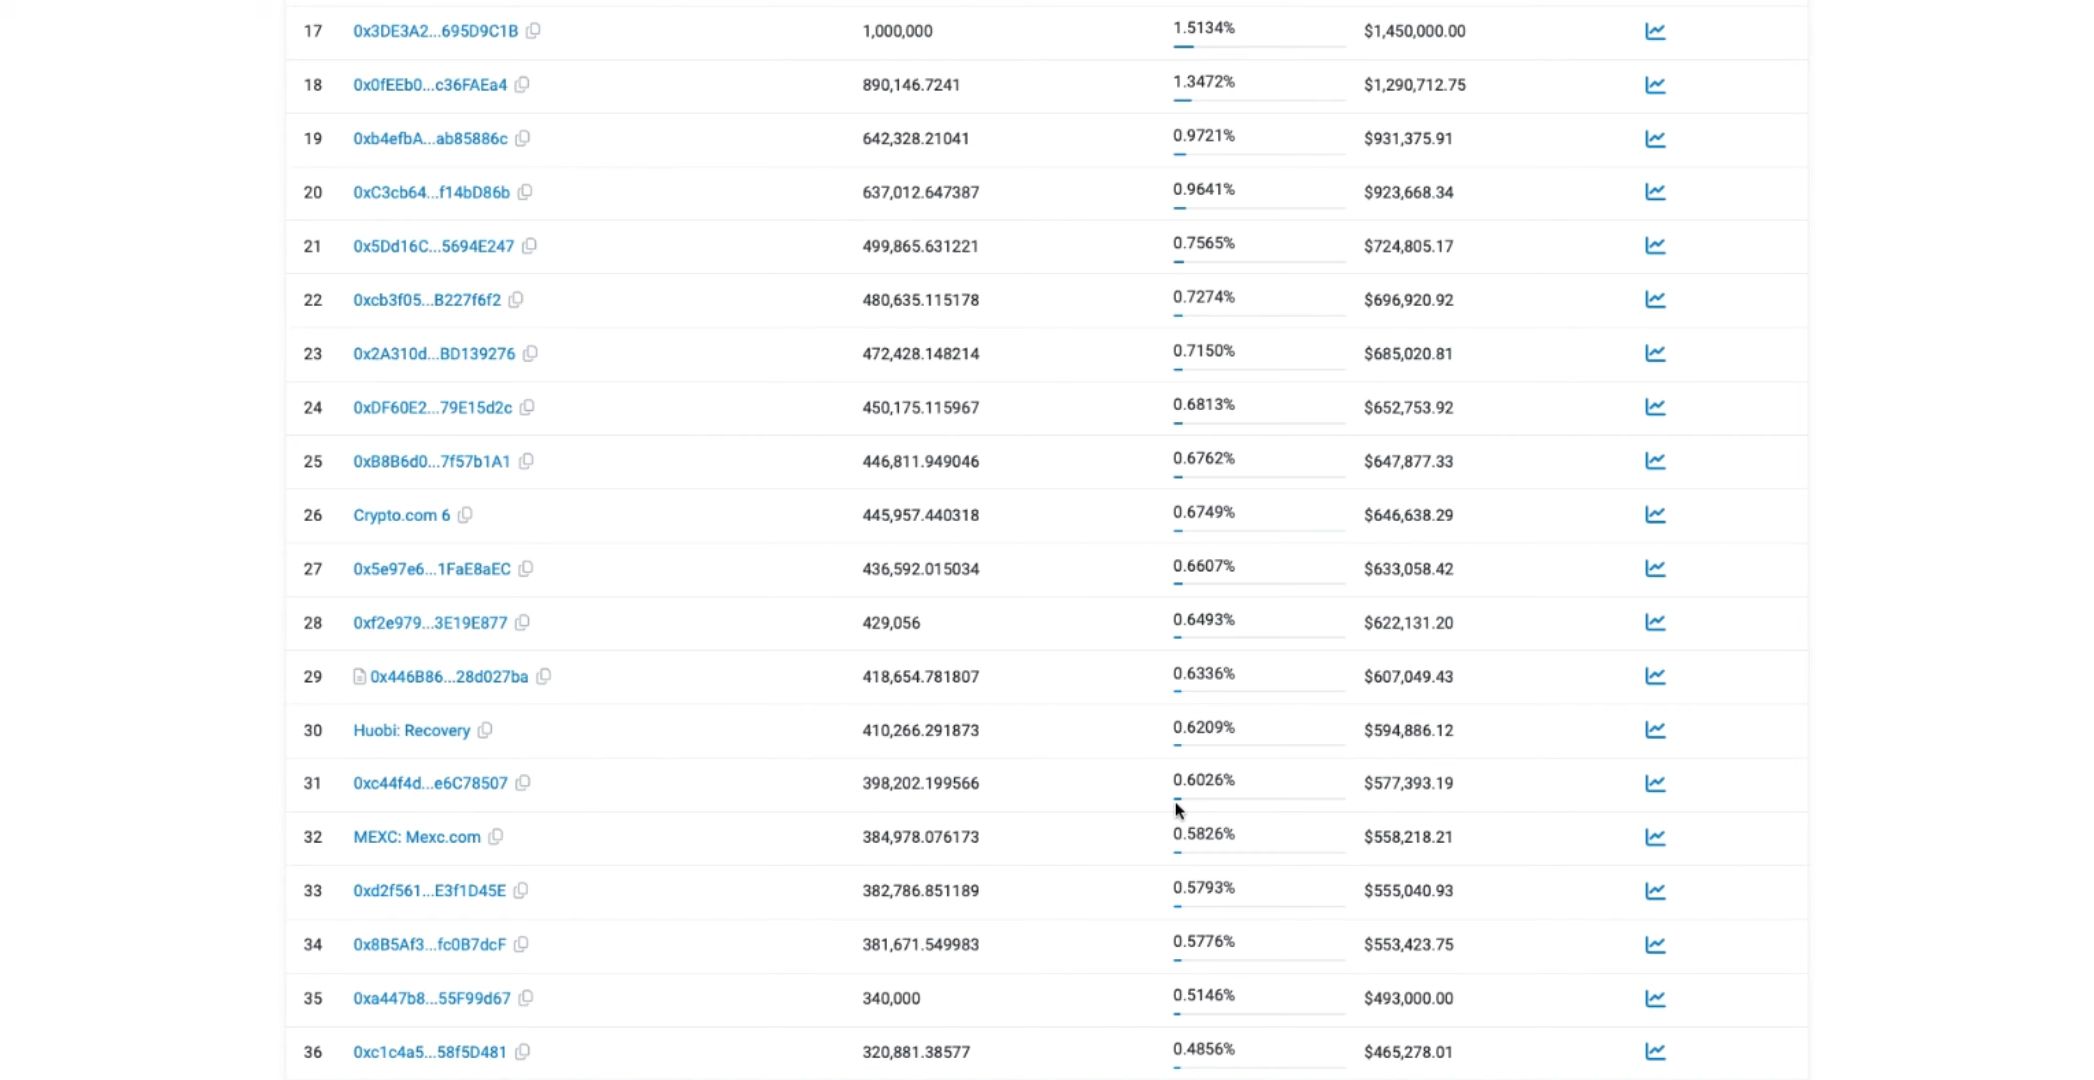 17 0x3DE3A2...695D9C1B 1,000,000 1.5134% $1,450,000.00
18 0x0fEEb0...c36FAEa4 890,146.7241 1.3472% $1,290,712.75
19 0xb4efbA...ab85886c 642,328.21041 0.9721% $931,375.91
20 0xC3cb64...f14bD86b 637,012.647387 0.9641% $923,668.34
21 0x5Dd16C...5694E247 499,865.631221 0.7565% $724,805.17
22 0xcb3f05...B227f6f2 480,635.115178 0.7274% $696,920.92
23 0x2A310d...BD139276 472,428.148214 0.7150% $685,020.81
24 0xDF60E2...79E15d2c 450,175.115967 0.6813% $652,753.92
25 0xB8B6d0...7f57b1A1 446,811.949046 0.6762% $647,877.33
26 Crypto.com 6 445,957.440318 0.6749% $646,638.29
27 0x5e97e6...1FaE8aEC 436,592.015034 0.6607% $633,058.42
28 0xf2e979...3E19E877 429,056 0.6493% $622,131.20
29 0x446B86...28d027ba 418,654.781807 0.6336% $607,049.43
30 Huobi: Recovery 410,266.291873 0.6209% $594,886.12
31 0xc44f4d...e6C78507 398,202.199566 0.6026% $577,393.19
32 MEXC: Mexc.com 384,978.076173 0.5826% $558,218.21
33 0xd2f561...E3f1D45E 382,786.851189 0.5793% $555,040.93
34 0x8B5Af3...fc0B7dcF 381,671.549983 0.5776% $553,423.75
35 0xa447b8...55F99d67 340,000 0.5146% $493,000.00
36 0xc1c4a5...58f5D481 320,881.38577 0.4856% $465,278.01